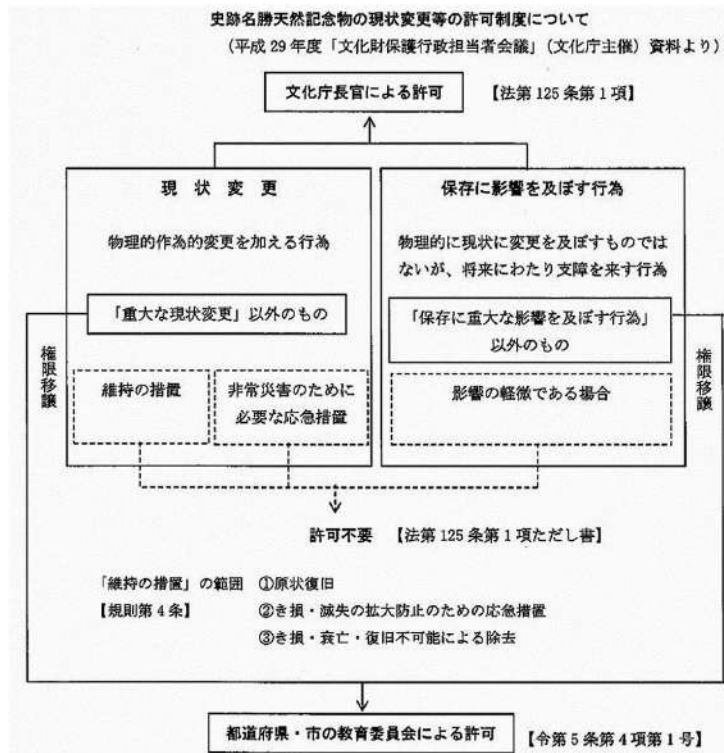 史跡名勝天然記念物の現状変更等の許可制度について
（平成29年度「文化財保護行政担当者会議」（文化庁主催）資料より）
文化庁長官による許可
【法第125条第1項】
現状変更
物理的作為的変更を加える行為
「重大な現状変更」以外のもの
維持の措置
非常災害のために
必要な応急措置
保存に影響を及ぼす行為
物理的に現状に変更を及ぼすものでは
ないが、将来にわたり支障を来す行為
「保存に重大な影響を及ぼす行為」
以外のもの
影響の軽微である場合
権限移譲
権限移譲
許可不要 【法第125条第1項ただし書】
「維持の措置」の範囲 ①原状復旧
【規則第4条】 ②き損・滅失の拡大防止のための応急措置
③き損・衰亡・復旧不可能による除去
都道府県・市の教育委員会による許可
【令第5条第4項第1号】